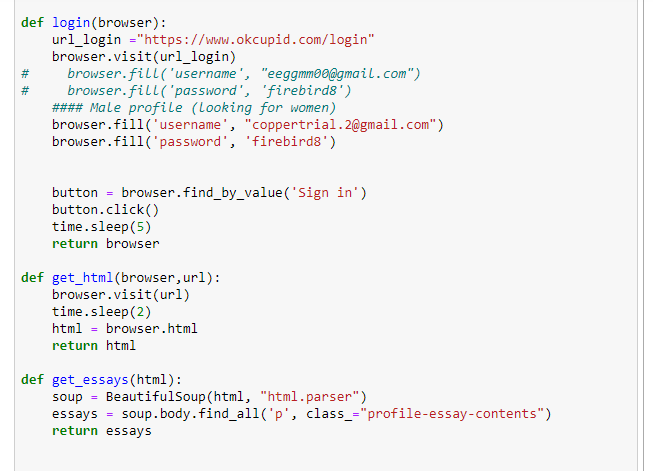 def login(browser):
    url_login ="https://www.okcupid.com/login"
    browser.visit(url_login)
#     browser.fill('username', "eeggmm00@gmail.com")
#     browser.fill('password', 'firebird8')
    #### Male profile (looking for women)
    browser.fill('username', "coppertrial.2@gmail.com")
    browser.fill('password', 'firebird8')
    button = browser.find_by_value('Sign in')
    button.click()
    time.sleep(5)
    return browser
def get_html(browser,url):
    browser.visit(url)
    time.sleep(2)
    html = browser.html
    return html
def get_essays(html):
    soup = BeautifulSoup(html, "html.parser")
    essays = soup.body.find_all('p', class_="profile-essay-contents")
    return essays